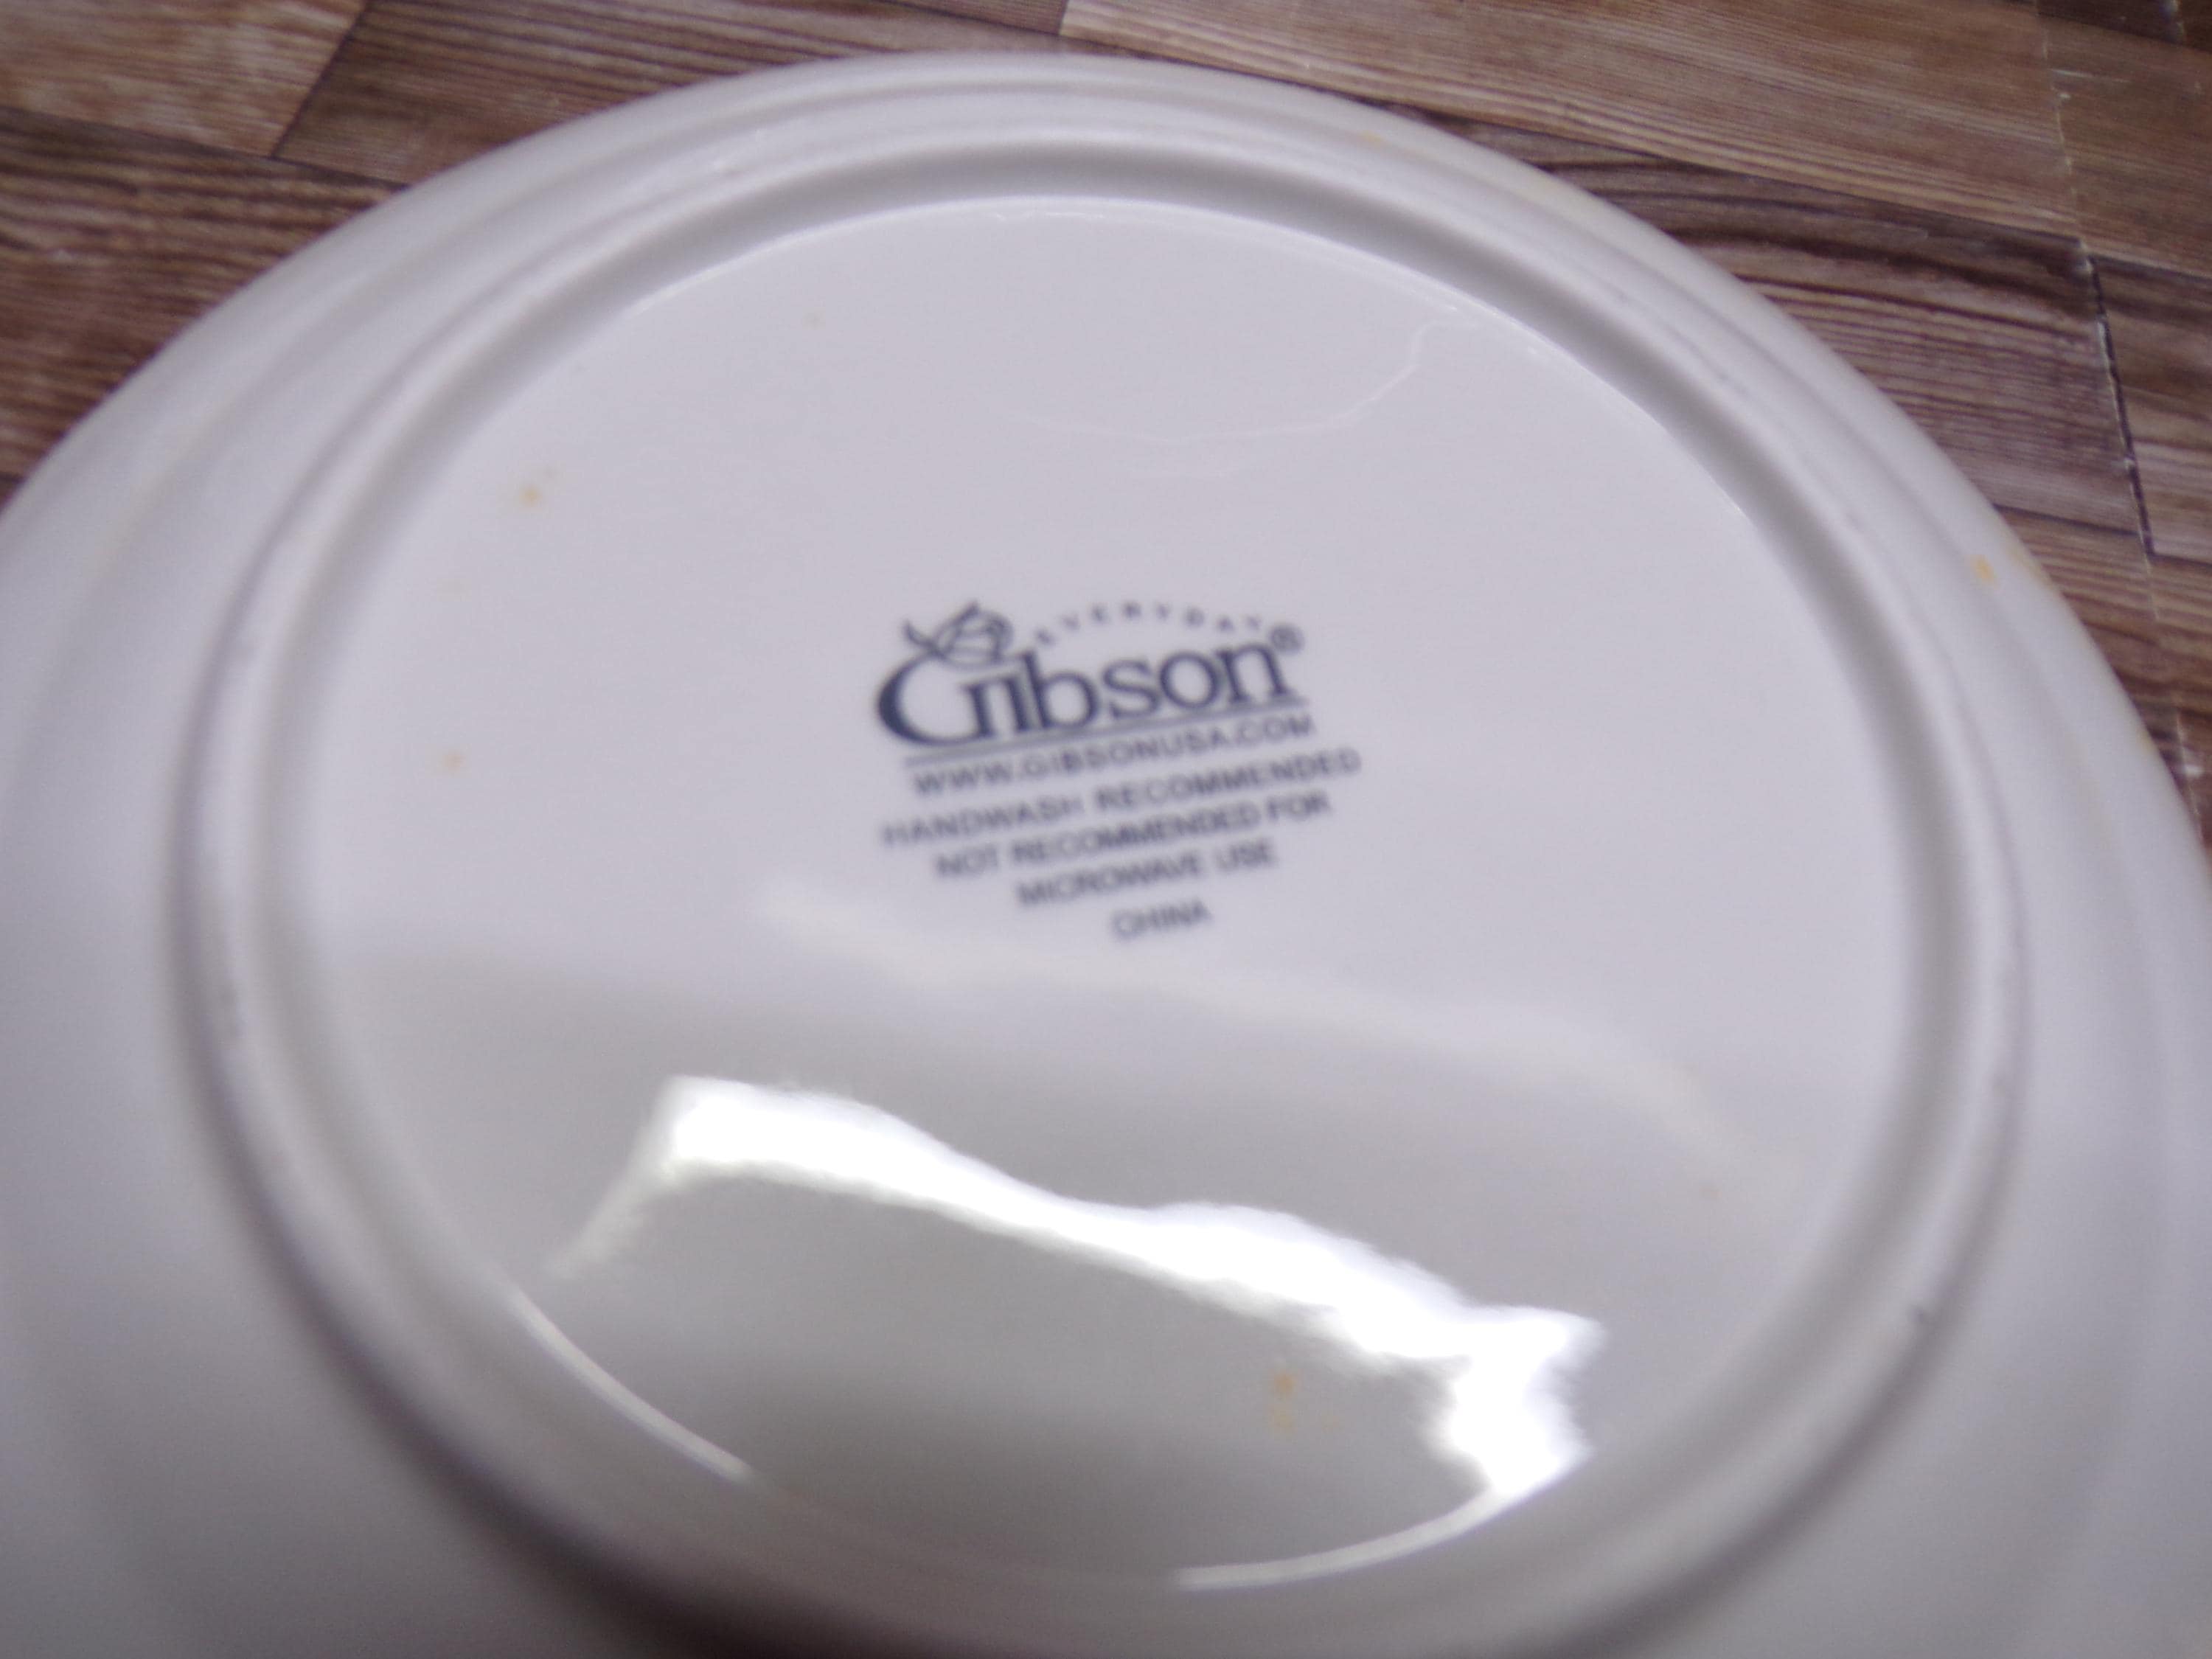 EVERYDAY
Gibson®
WWW.GIBSONUSA.COM
HANDWASH RECOMMENDED
NOT RECOMMENDED FOR
MICROWAVE USE
CHINA